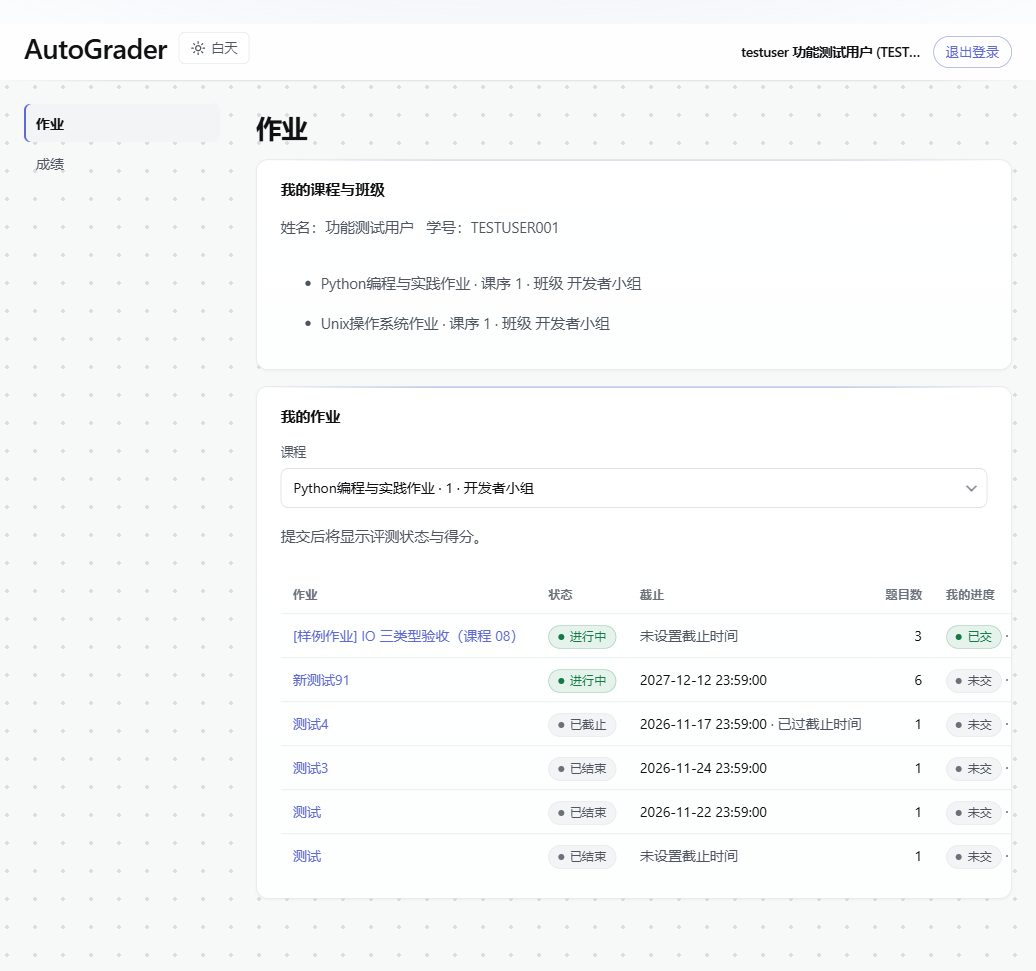 AutoGrader 白天 testuser 功能测试用户 (TEST... 退出登录
作业
成绩
作业
我的课程与班级
姓名：功能测试用户 学号：TESTUSER001
• Python编程与实践作业 · 课序 1 · 班级 开发者小组
• Unix操作系统作业 · 课序 1 · 班级 开发者小组
我的作业
课程
Python编程与实践作业 · 1 · 开发者小组
提交后将显示评测状态与得分。
作业 状态 截止 题目数 我的进度
[样例作业] IO 三类型验收（课程 08） 进行中 未设置截止时间 3 已交 ·
新测试91 进行中 2027-12-12 23:59:00 6 未交 ·
测试4 已截止 2026-11-17 23:59:00 · 已过截止时间 1 未交 ·
测试3 已结束 2026-11-24 23:59:00 1 未交 ·
测试 已结束 2026-11-22 23:59:00 1 未交 ·
测试 已结束 未设置截止时间 1 未交 ·